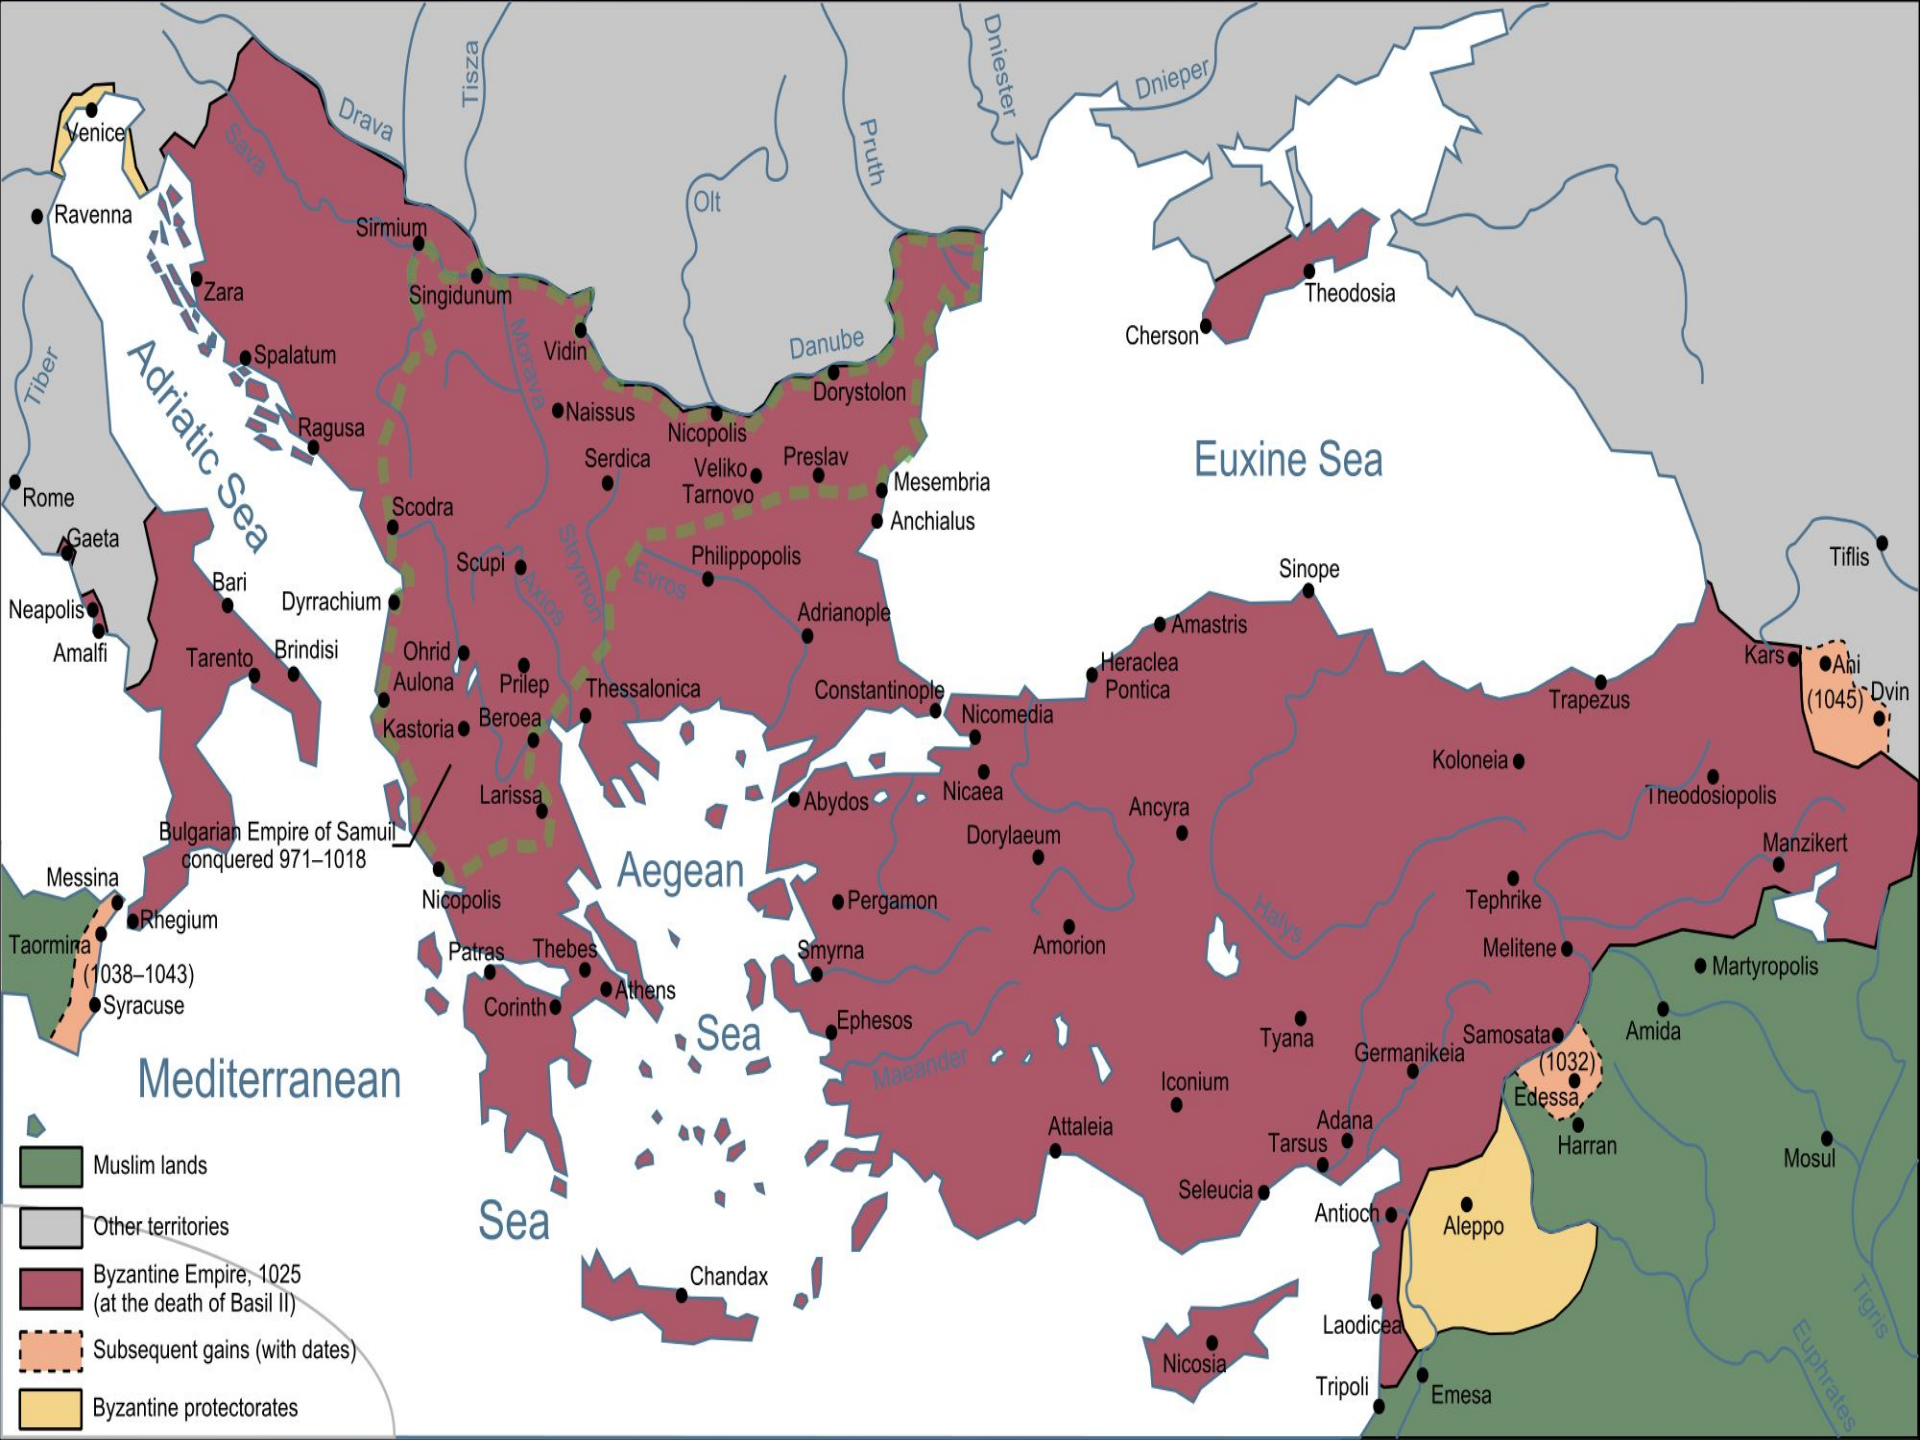 Tisza
Dniester
Dnieper
Drava
Venice
Sava
Pruth
Olt
Ravenna
Sirmium
Zara
Singidunum
Theodosia
Cherson
Morava
Vidin
Danube
Tiber
Spalatum
Adriatic Sea
Dorystolon
Naissus
Ragusa
Nicopolis
Euxine Sea
Serdica
Preslav
Veliko
Tarnovo
Mesembria
Rome
Scodra
Anchialus
Gaeta
Scupi
Strymon
Philippopolis
Evros
Tiflis
Sinope
Bari
Axios
Neapolis
Dyrrachium
Adrianople
Amastris
Amalfi
Tarento
Brindisi
Ohrid
Heraclea
Pontica
Kars
Ani
(1045)
Dvin
Aulona
Prilep
Thessalonica
Constantinople
Trapezus
Kastoria
Beroea
Nicomedia
Koloneia
Larissa
Abydos
Nicaea
Ancyra
Theodosiopolis
Bulgarian Empire of Samuil
conquered 971–1018
Dorylaeum
Manzikert
Aegean
Messina
Nicopolis
Pergamon
Tephrike
Rhegium
Halys
Taormina
Patras
Thebes
Smyrna
Amorion
Melitene
Martyropolis
(1038–1043)
Syracuse
Corinth
Athens
Sea
Ephesos
Tyana
Samosata
Amida
Germanikeia
(1032)
Mediterranean
Maeander
Iconium
Edessa
Attaleia
Adana
Tarsus
Harran
Mosul
Muslim lands
Seleucia
Sea
Antioch
Aleppo
Other territories
Chandax
Byzantine Empire, 1025
(at the death of Basil II)
Tigris
Laodicea
Subsequent gains (with dates)
Nicosia
Euphrates
Tripoli
Emesa
Byzantine protectorates